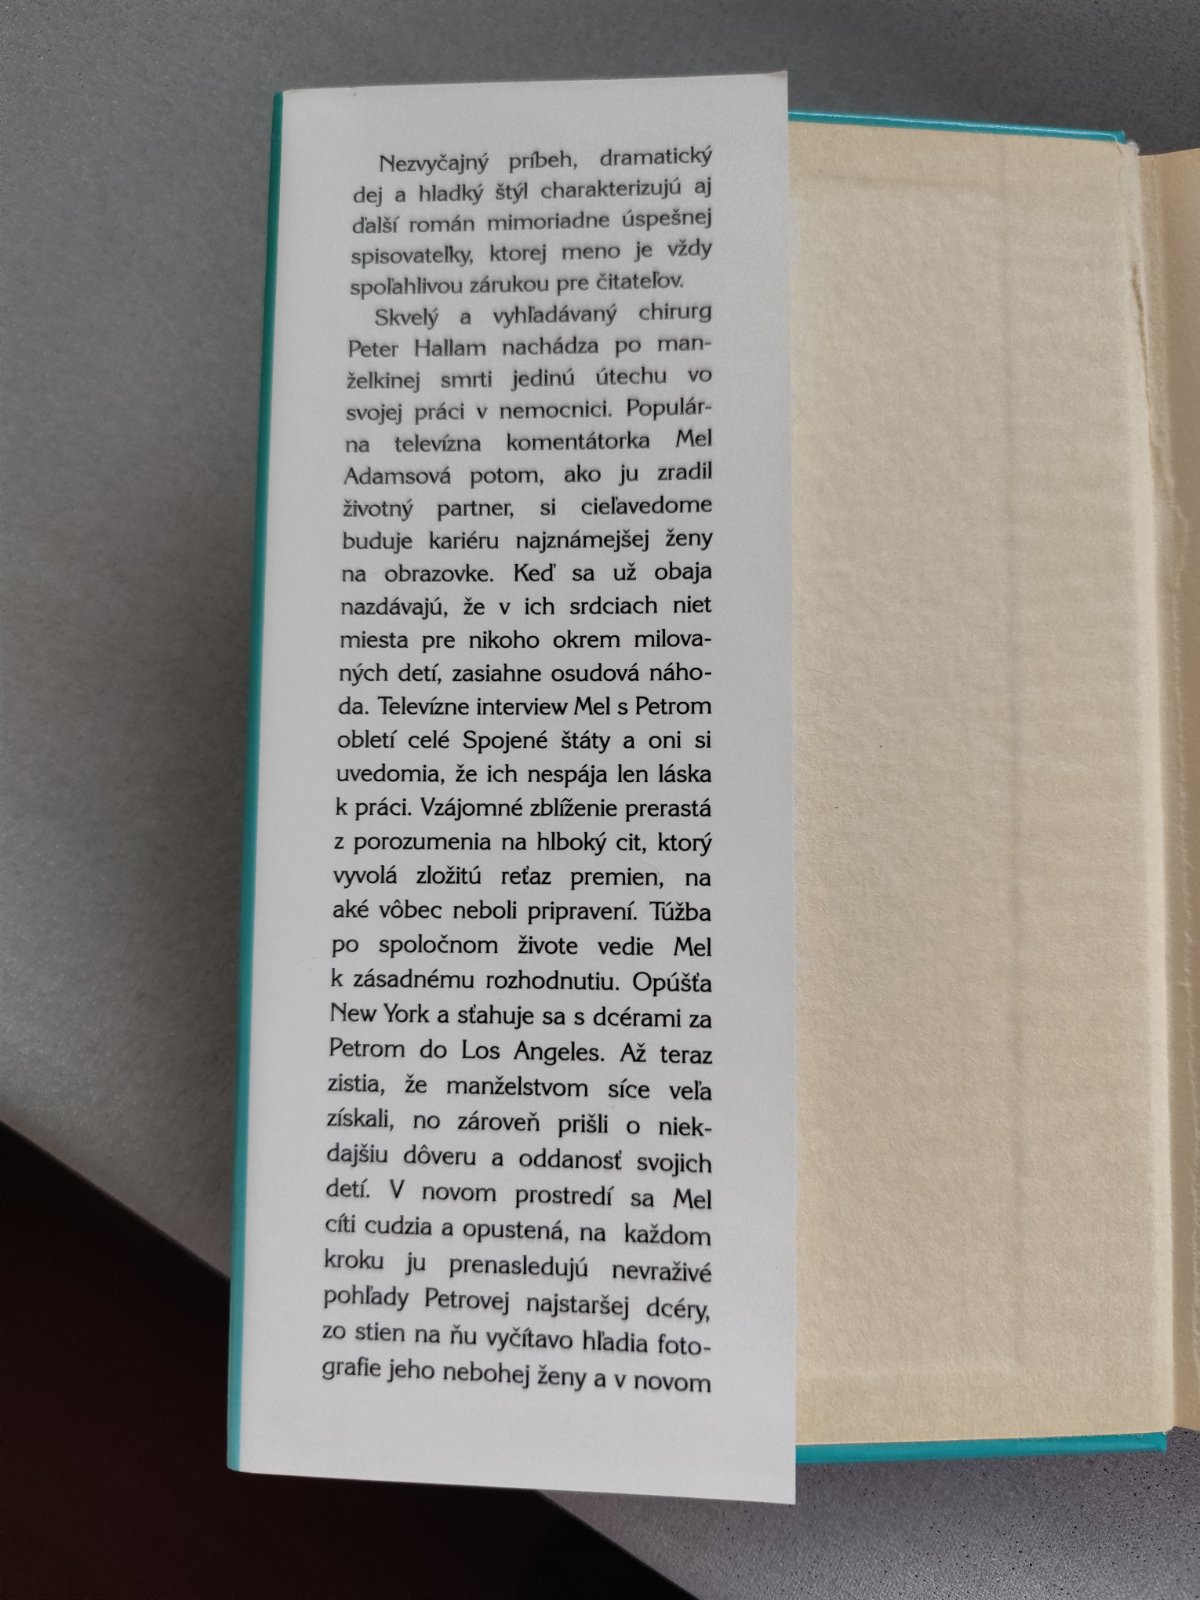 Nezvyčajný príbeh, dramatický
dej a hladký štýl charakterizujú aj
ďalší román mimoriadne úspešnej
spisovateľky, ktorej meno je vždy
spoľahlivou zárukou pre čitateľov.
Skvelý a vyhľadávaný chirurg
Peter Hallam nachádza po man-
želkinej smrti jedinú útechu vo
svojej práci v nemocnici. Populár-
na televízna komentátorka Mel
Adamsová potom, ako ju zradil
životný partner, si cieľavedome
buduje kariéru najznámejšej ženy
na obrazovke. Keď sa už obaja
nazdávajú, že v ich srdciach niet
miesta pre nikoho okrem milova-
ných detí, zasiahne osudová náho-
da. Televízne interview Mel s Petrom
obletí celé Spojené štáty a oni si
uvedomia, že ich nespája len láska
k práci. Vzájomné zblíženie prerastá
z porozumenia na hlboký cit, ktorý
vyvolá zložitú reťaz premien, na
aké vôbec neboli pripravení. Túžba
po spoločnom živote vedie Mel
k zásadnému rozhodnutiu. Opúšťa
New York a sťahuje sa s dcérami za
Petrom do Los Angeles. Až teraz
zistia, že manželstvom síce veľa
získali, no zároveň prišli o niek-
dajšiu dôveru a oddanosť svojich
detí. V novom prostredí sa Mel
cíti cudzia a opustená, na každom
kroku ju prenasledujú nevraživé
pohľady Petrovej najstaršej dcéry,
zo stien na ňu vyčítavo hľadia foto-
grafie jeho nebohej ženy a v novom